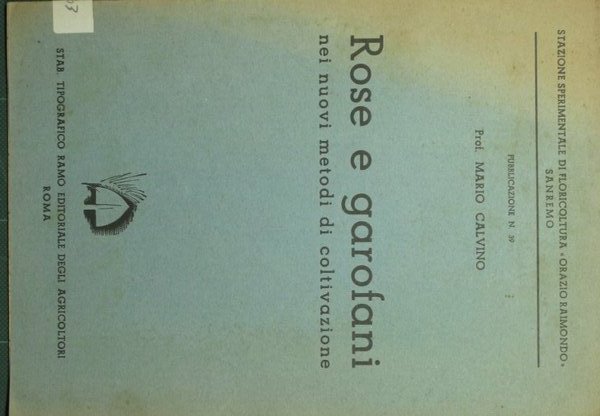 STAZIONE SPERIMENTALE DI FLORICOLTURA «ORAZIO RAIMONDO»
SANREMO
PUBBLICAZIONE N. 39
Prof. MARIO CALVINO
Rose e garofani
nei nuovi metodi di coltivazione
STAB. TIPOGRAFICO RAMO EDITORIALE DEGLI AGRICOLTORI
ROMA